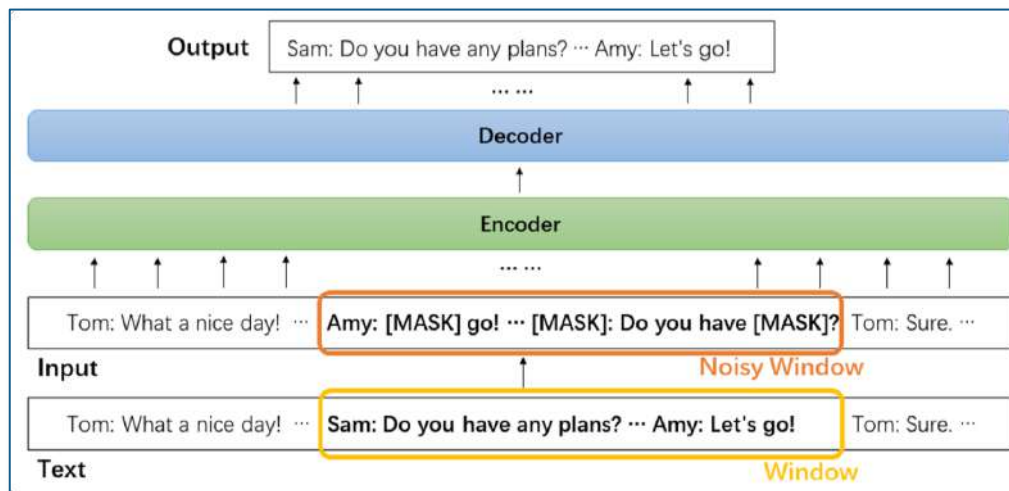 Output
Sam: Do you have any plans? ··· Amy: Let's go!
··· ···
Decoder
Encoder
··· ···
Tom: What a nice day! ··· Amy: [MASK] go! ··· [MASK]: Do you have [MASK]? Tom: Sure. ···
Input
Noisy Window
Tom: What a nice day! ··· Sam: Do you have any plans? ··· Amy: Let's go! Tom: Sure. ···
Text
Window